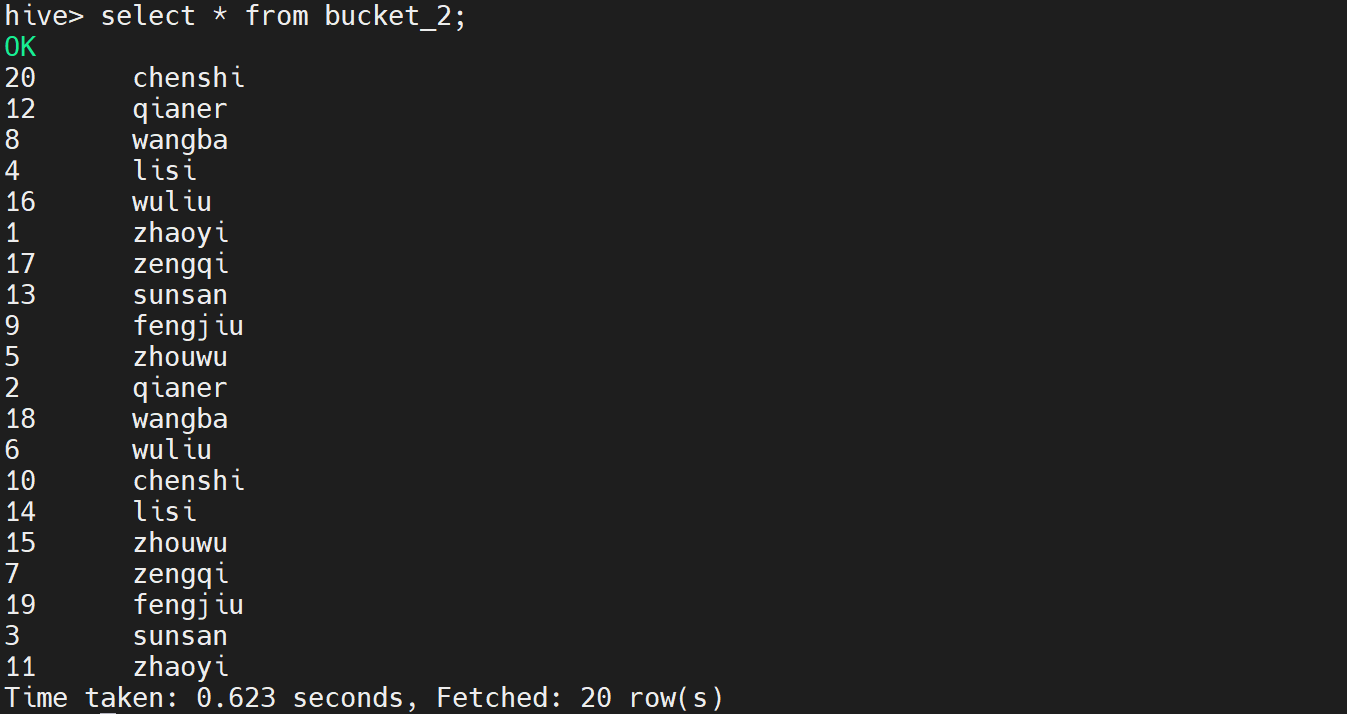 hive> select * from bucket_2;
OK
20	chenshi
12	qianer
8	wangba
4	lisi
16	wuliu
1	zhaoyi
17	zengqi
13	sunsan
9	fengjiu
5	zhouwu
2	qianer
18	wangba
6	wuliu
10	chenshi
14	lisi
15	zhouwu
7	zengqi
19	fengjiu
3	sunsan
11	zhaoyi
Time taken: 0.623 seconds, Fetched: 20 row(s)